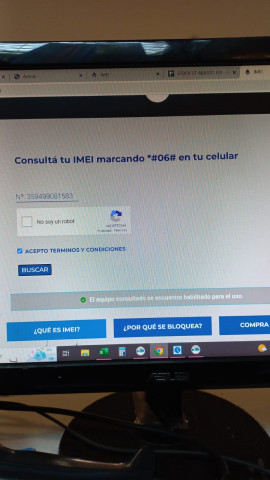 IMEI
Consultá tu IMEI marcando *#06# en tu celular
N°: 359499081583
No soy un robot
reCAPTCHA
Privacidad - Términos
ACEPTO TERMINOS Y CONDICIONES
BUSCAR
El equipo consultado se encuentra habilitado para el uso.
¿QUÉ ES IMEI?
¿POR QUÉ SE BLOQUEA?
COMPRA